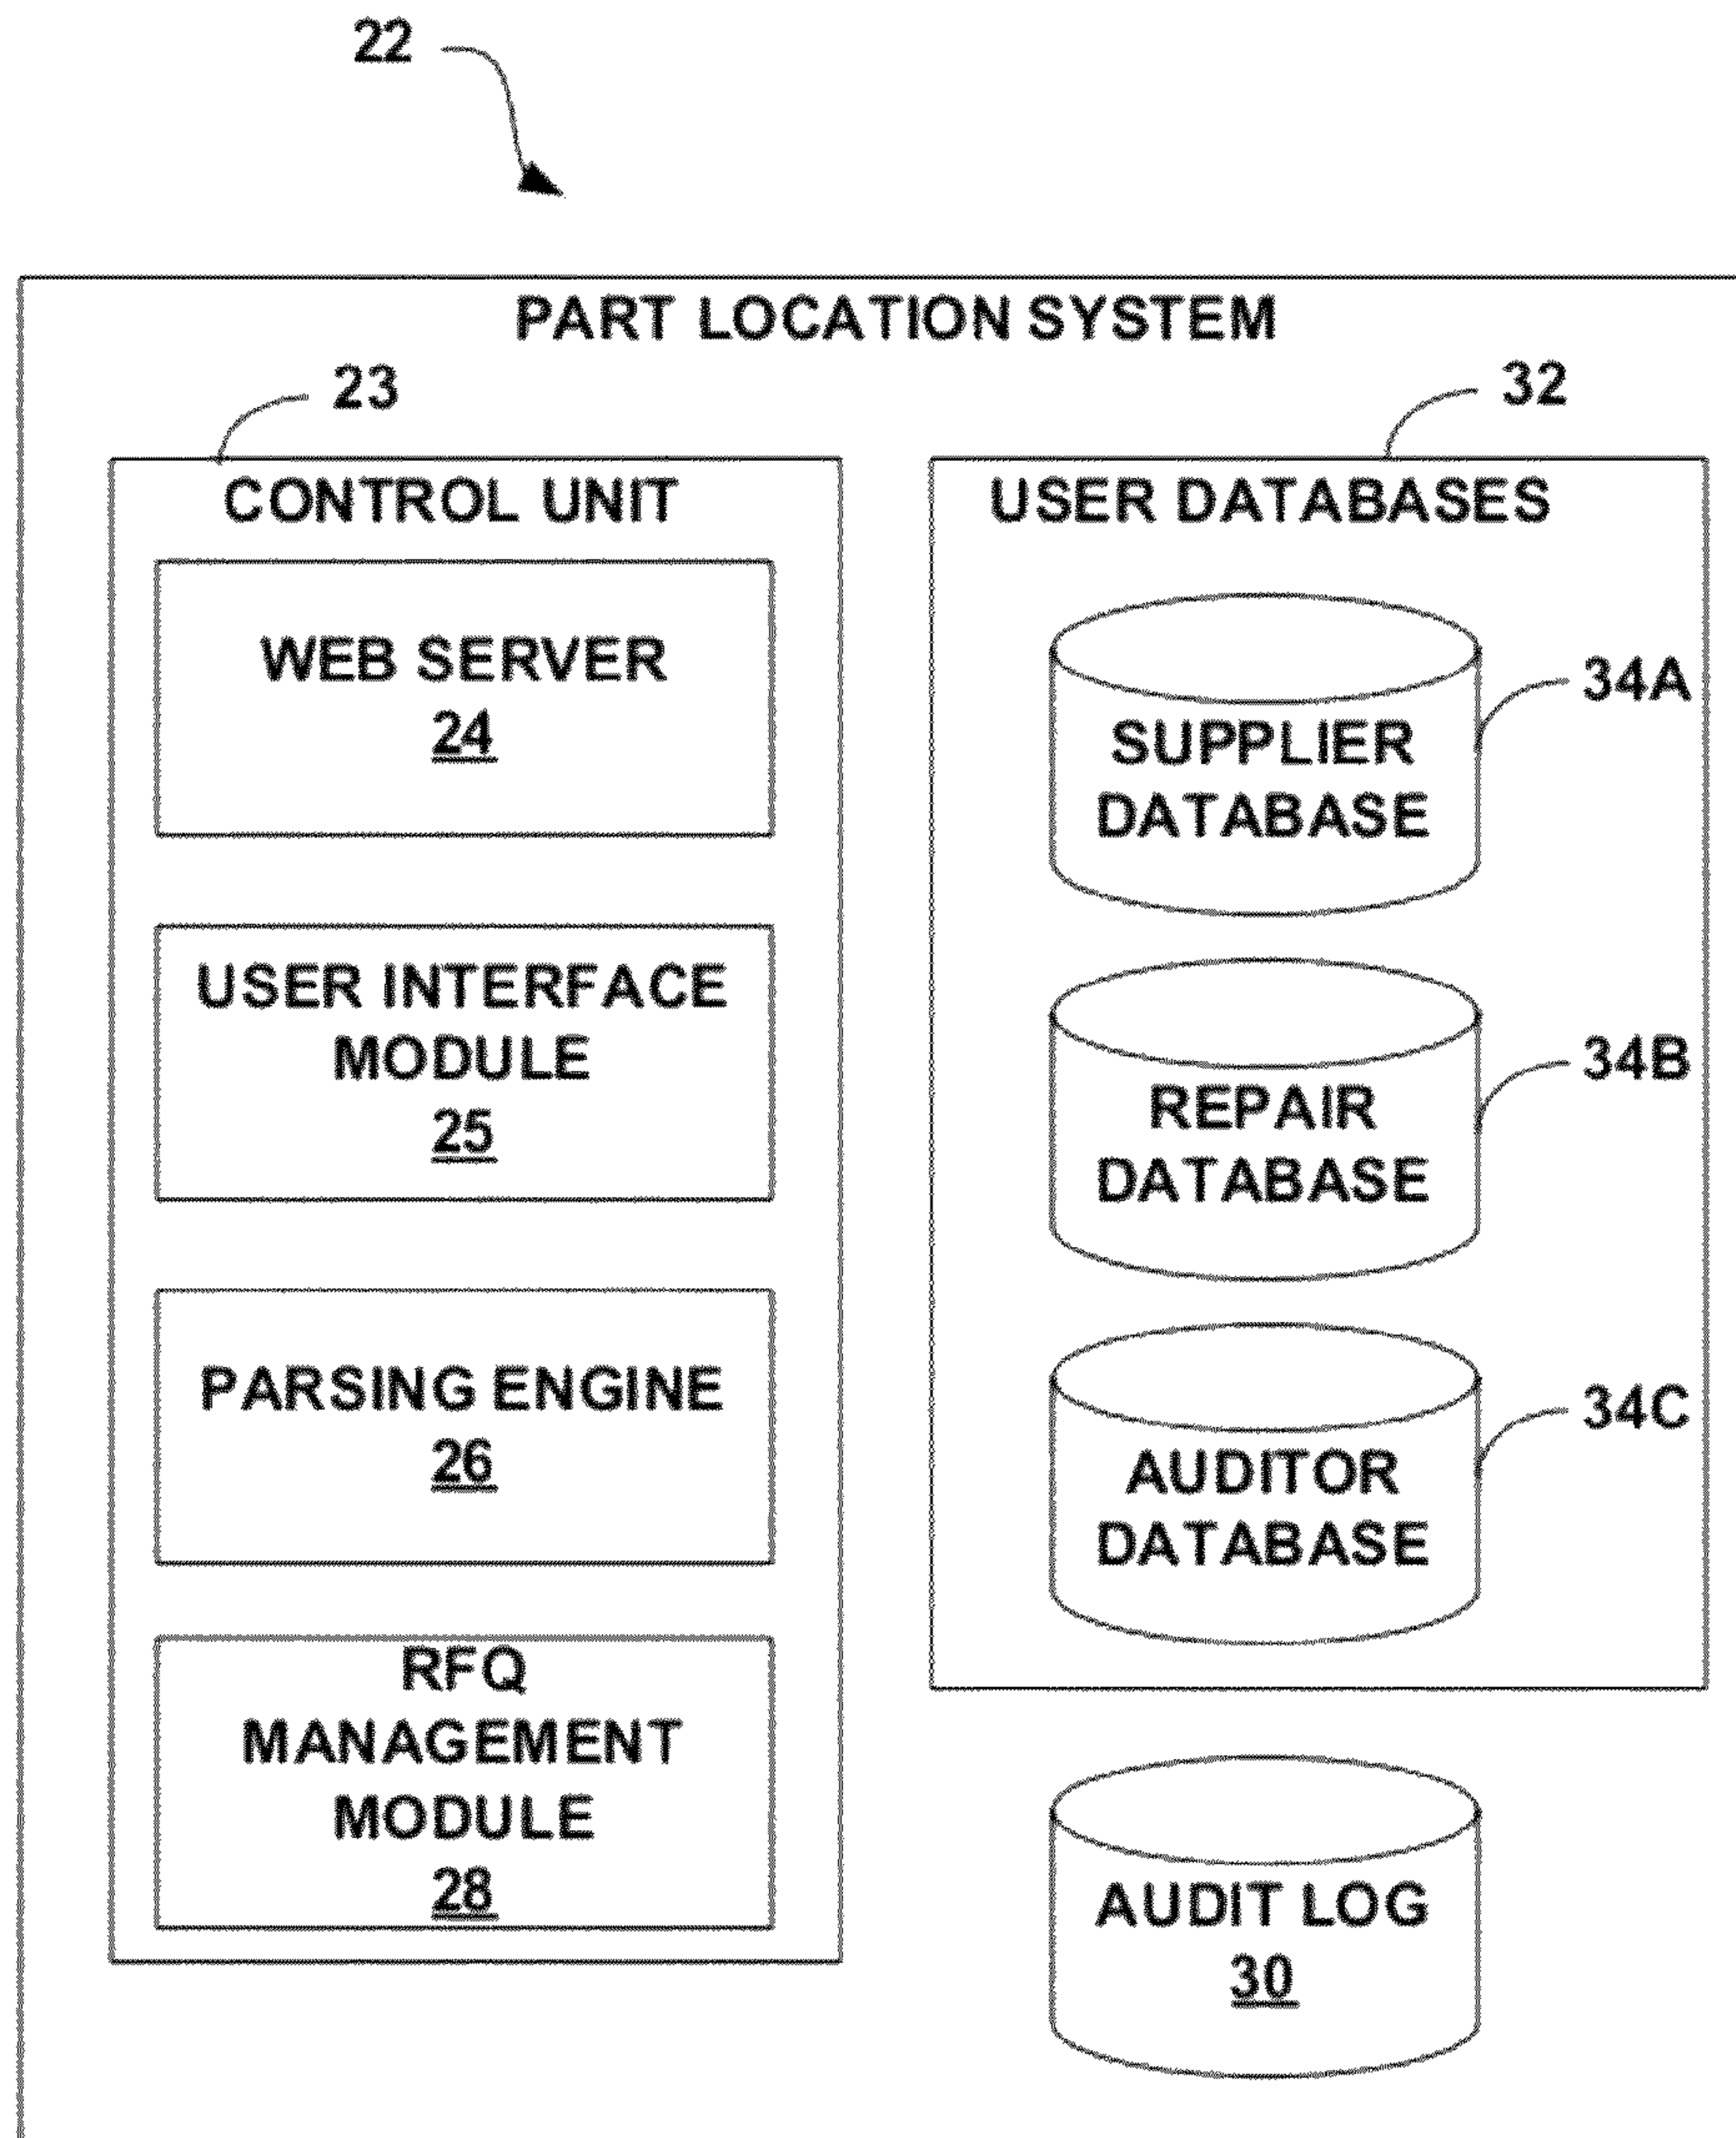 22
PART LOCATION SYSTEM
23
CONTROL UNIT
WEB SERVER
24
USER INTERFACE
MODULE
25
PARSING ENGINE
26
RFQ
MANAGEMENT
MODULE
28
32
USER DATABASES
SUPPLIER
DATABASE
34A
REPAIR
DATABASE
34B
AUDITOR
DATABASE
34C
AUDIT LOG
30